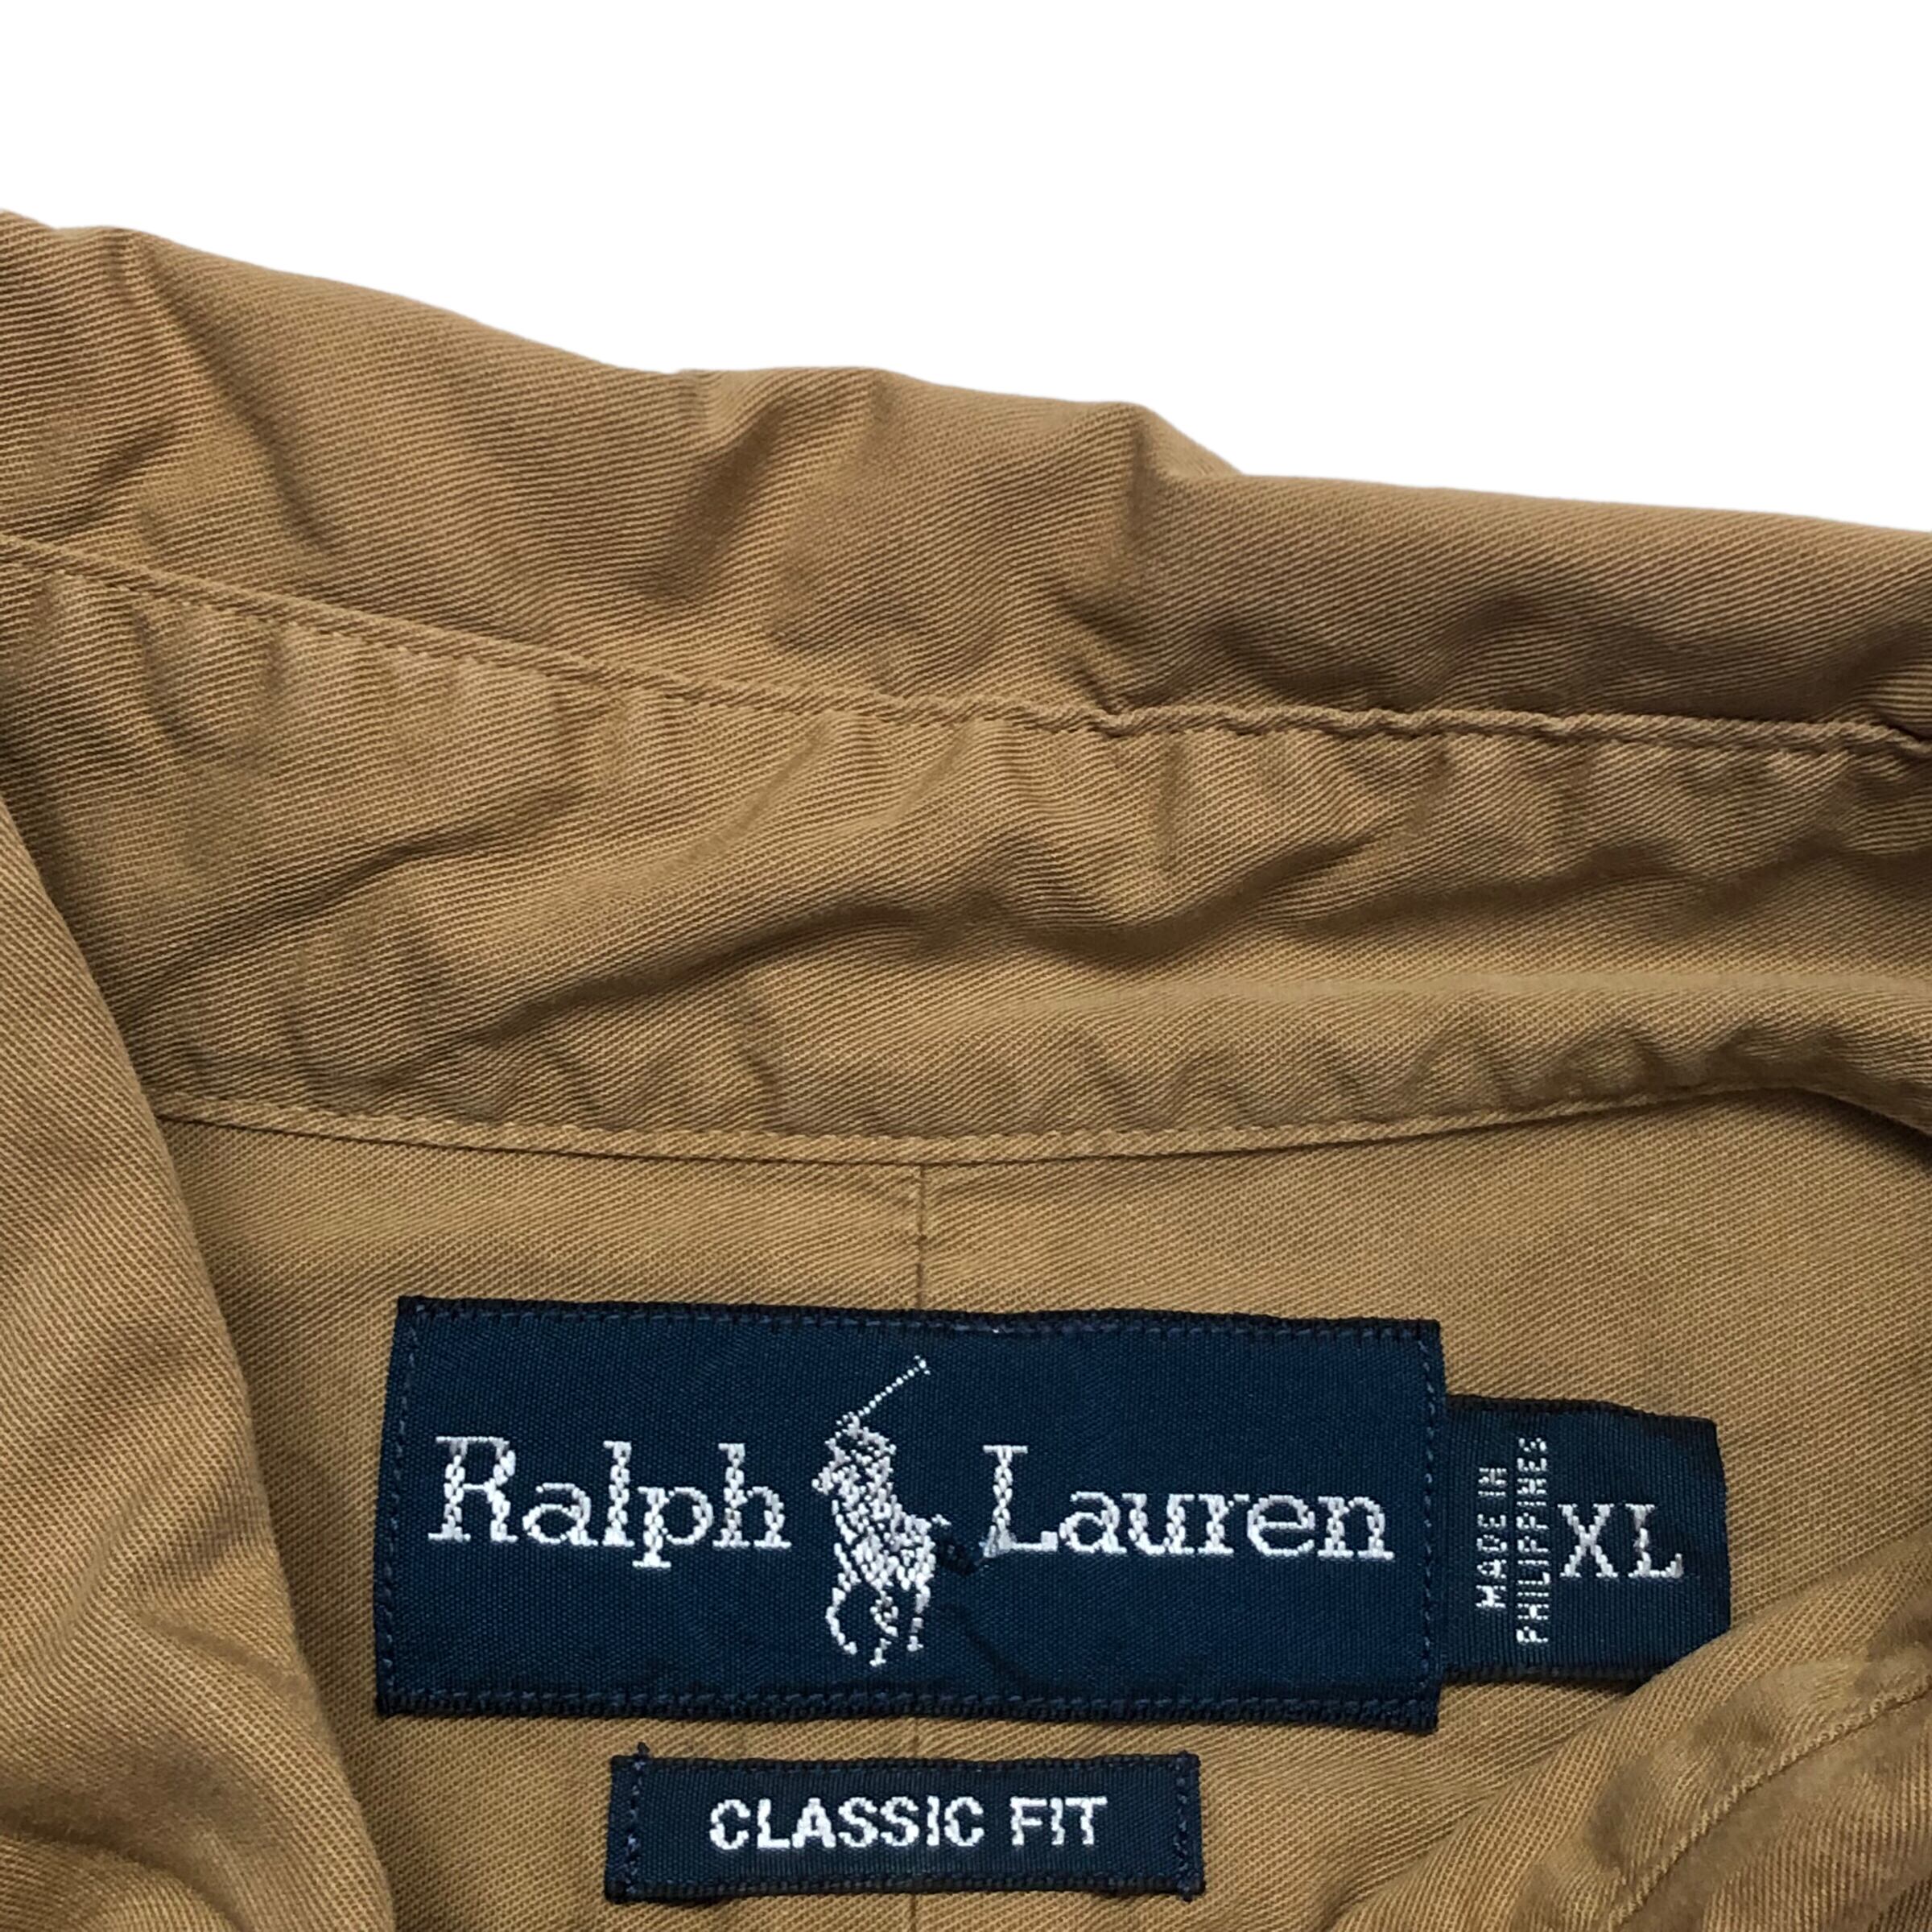 Ralph Lauren
MADE IN
PHILIPPINES
XL
CLASSIC FIT